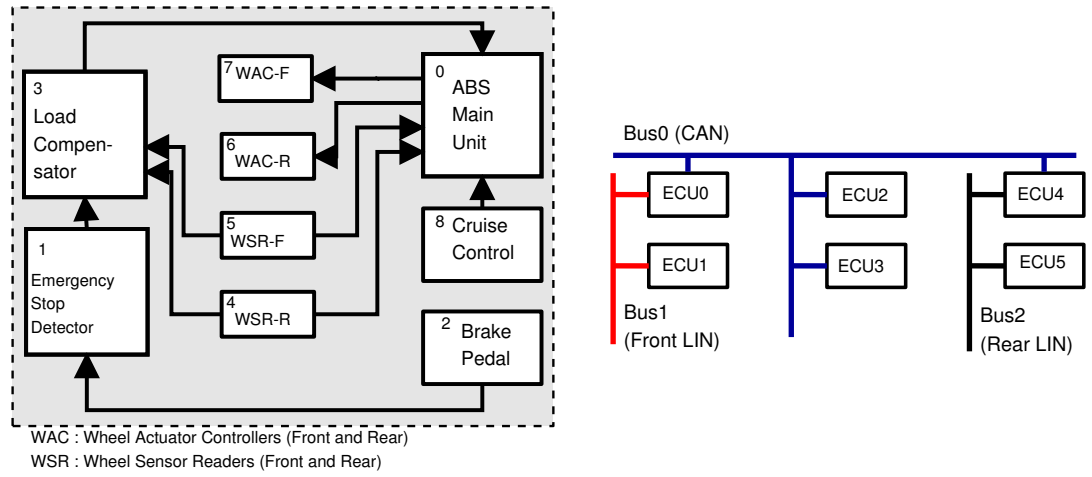 3
Load
Compen-
sator
7 WAC-F
6 WAC-R
0
ABS
Main
Unit
5
WSR-F
4
WSR-R
8 Cruise
Control
1
Emergency
Stop
Detector
2 Brake
Pedal
WAC : Wheel Actuator Controllers (Front and Rear)
WSR : Wheel Sensor Readers (Front and Rear)
Bus0 (CAN)
ECU0
ECU2
ECU4
ECU1
ECU3
ECU5
Bus1
(Front LIN)
Bus2
(Rear LIN)